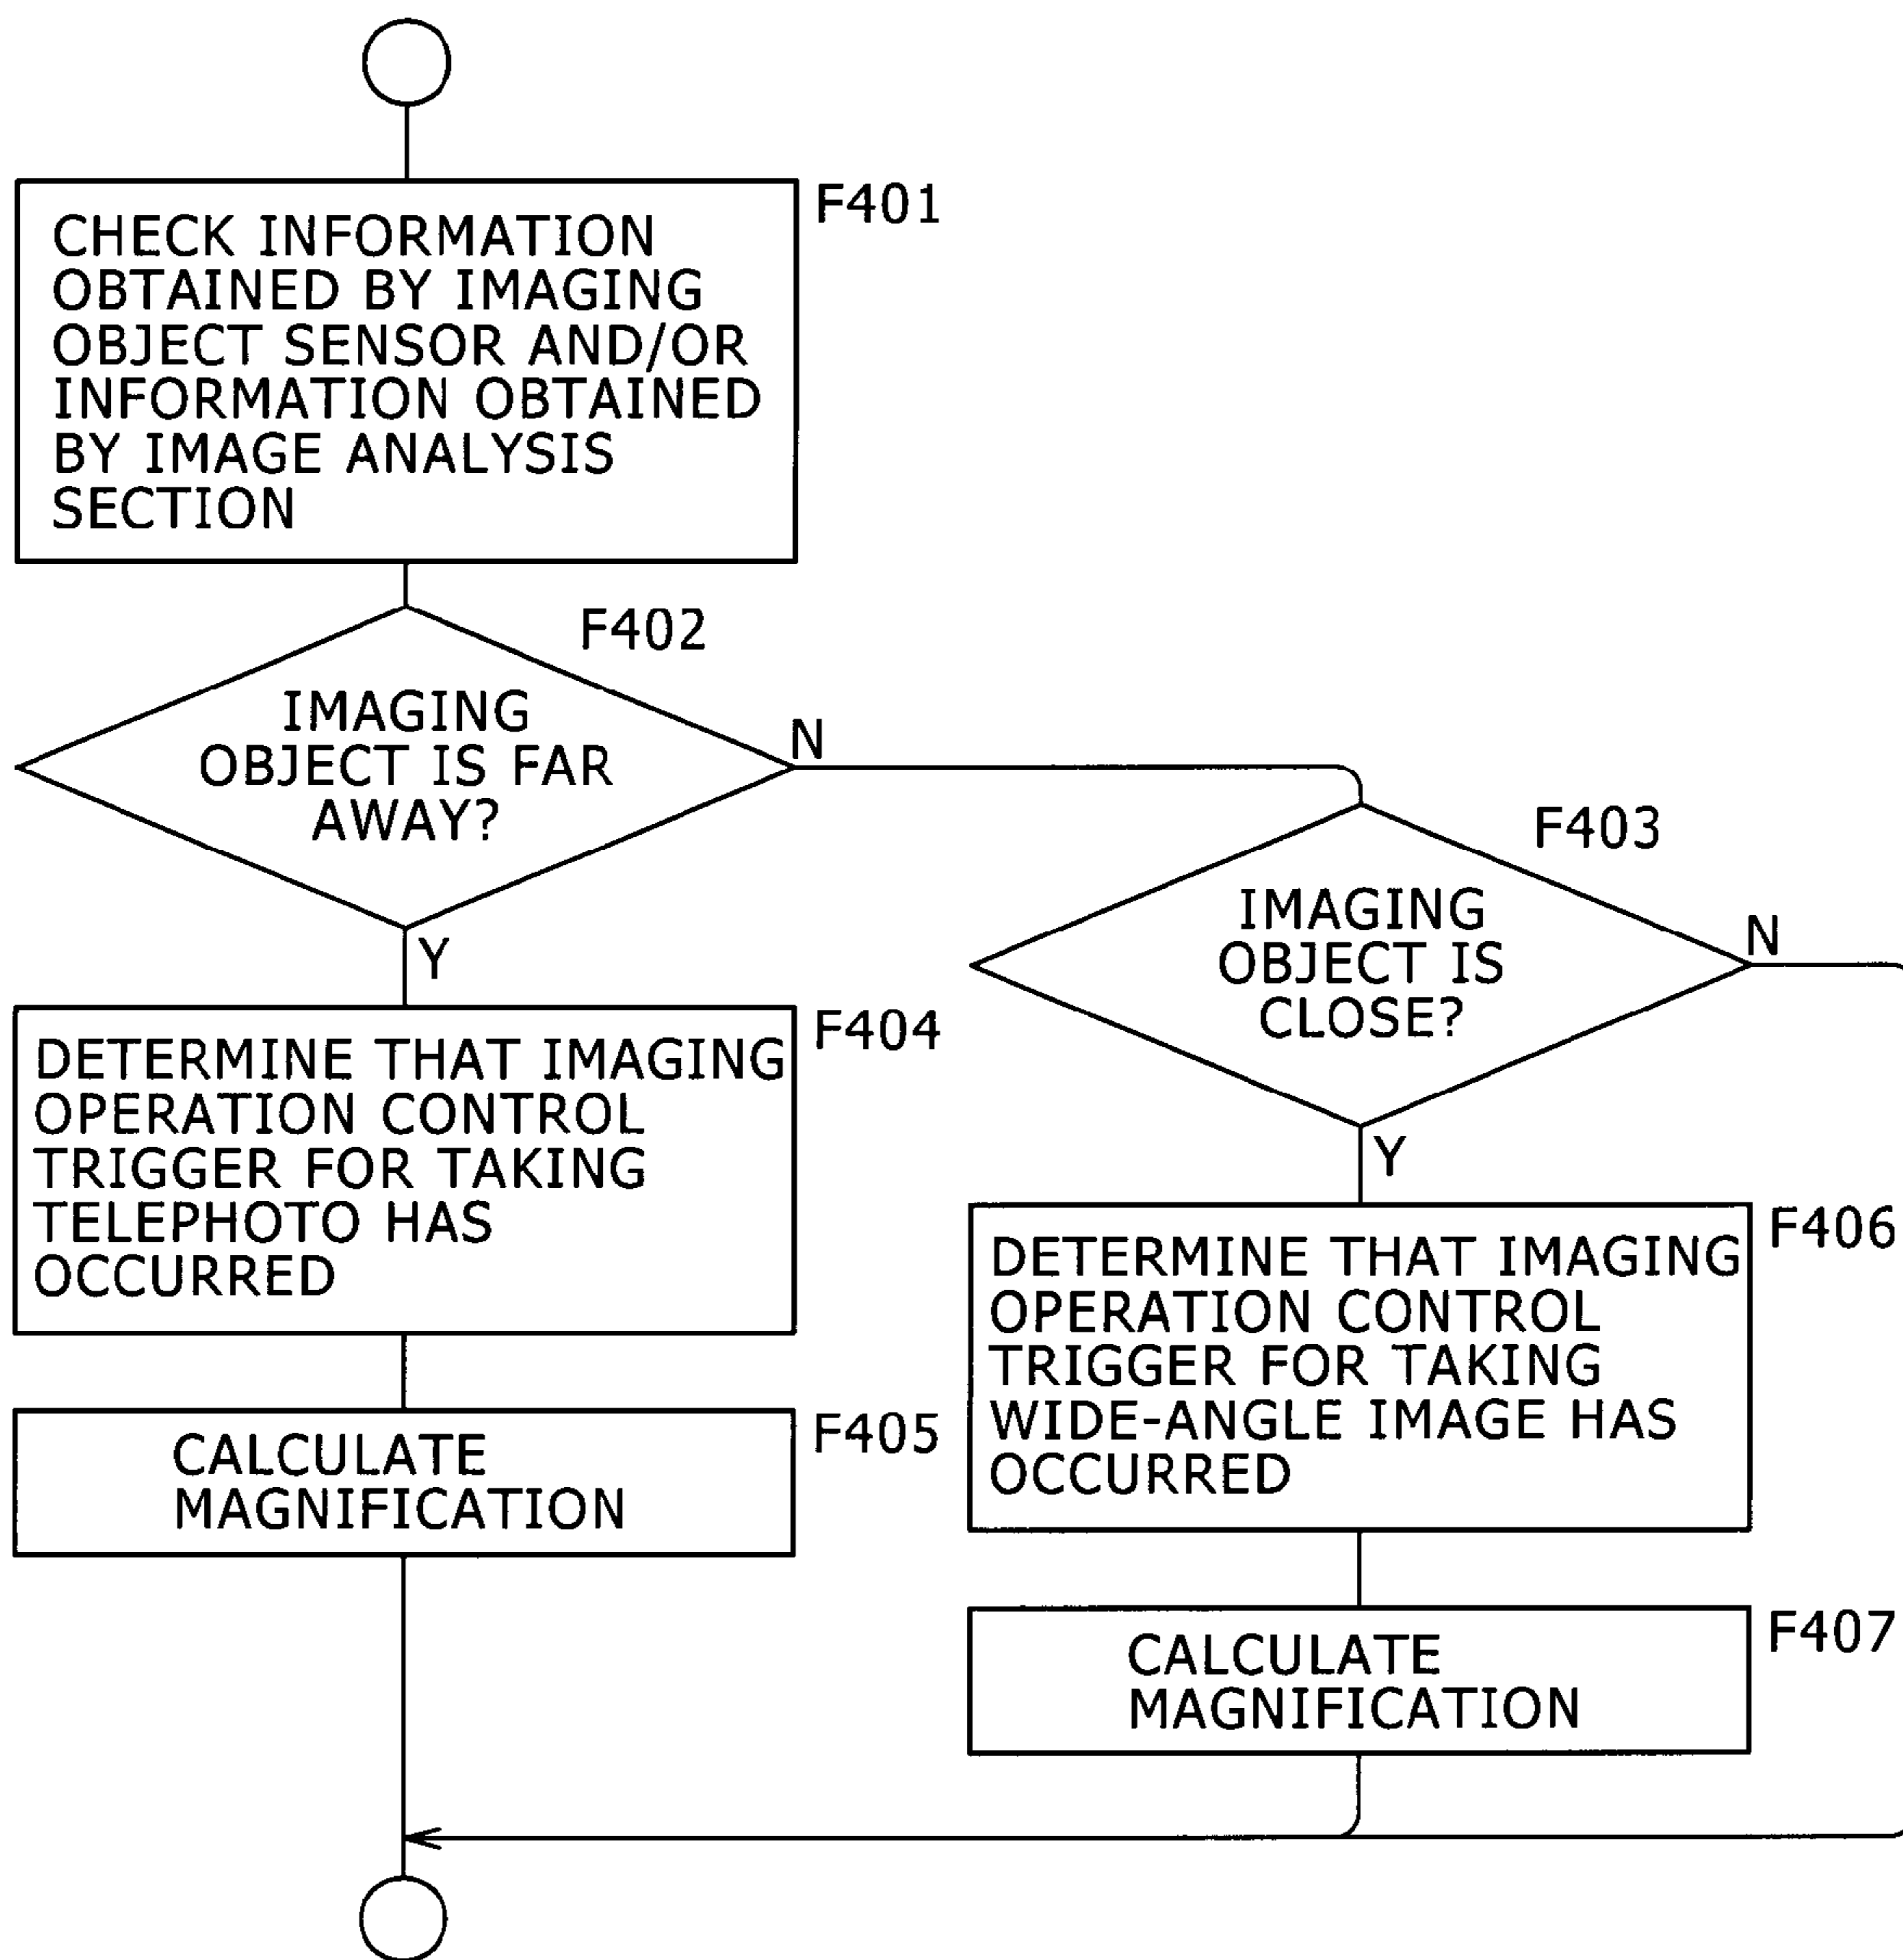 F401
CHECK INFORMATION
OBTAINED BY IMAGING
OBJECT SENSOR AND/OR
INFORMATION OBTAINED
BY IMAGE ANALYSIS
SECTION
F402
IMAGING
OBJECT IS FAR
AWAY?
N
Y
F403
IMAGING
OBJECT IS
CLOSE?
N
Y
F404
DETERMINE THAT IMAGING
OPERATION CONTROL
TRIGGER FOR TAKING
TELEPHOTO HAS
OCCURRED
F405
CALCULATE
MAGNIFICATION
F406
DETERMINE THAT IMAGING
OPERATION CONTROL
TRIGGER FOR TAKING
WIDE-ANGLE IMAGE HAS
OCCURRED
F407
CALCULATE
MAGNIFICATION